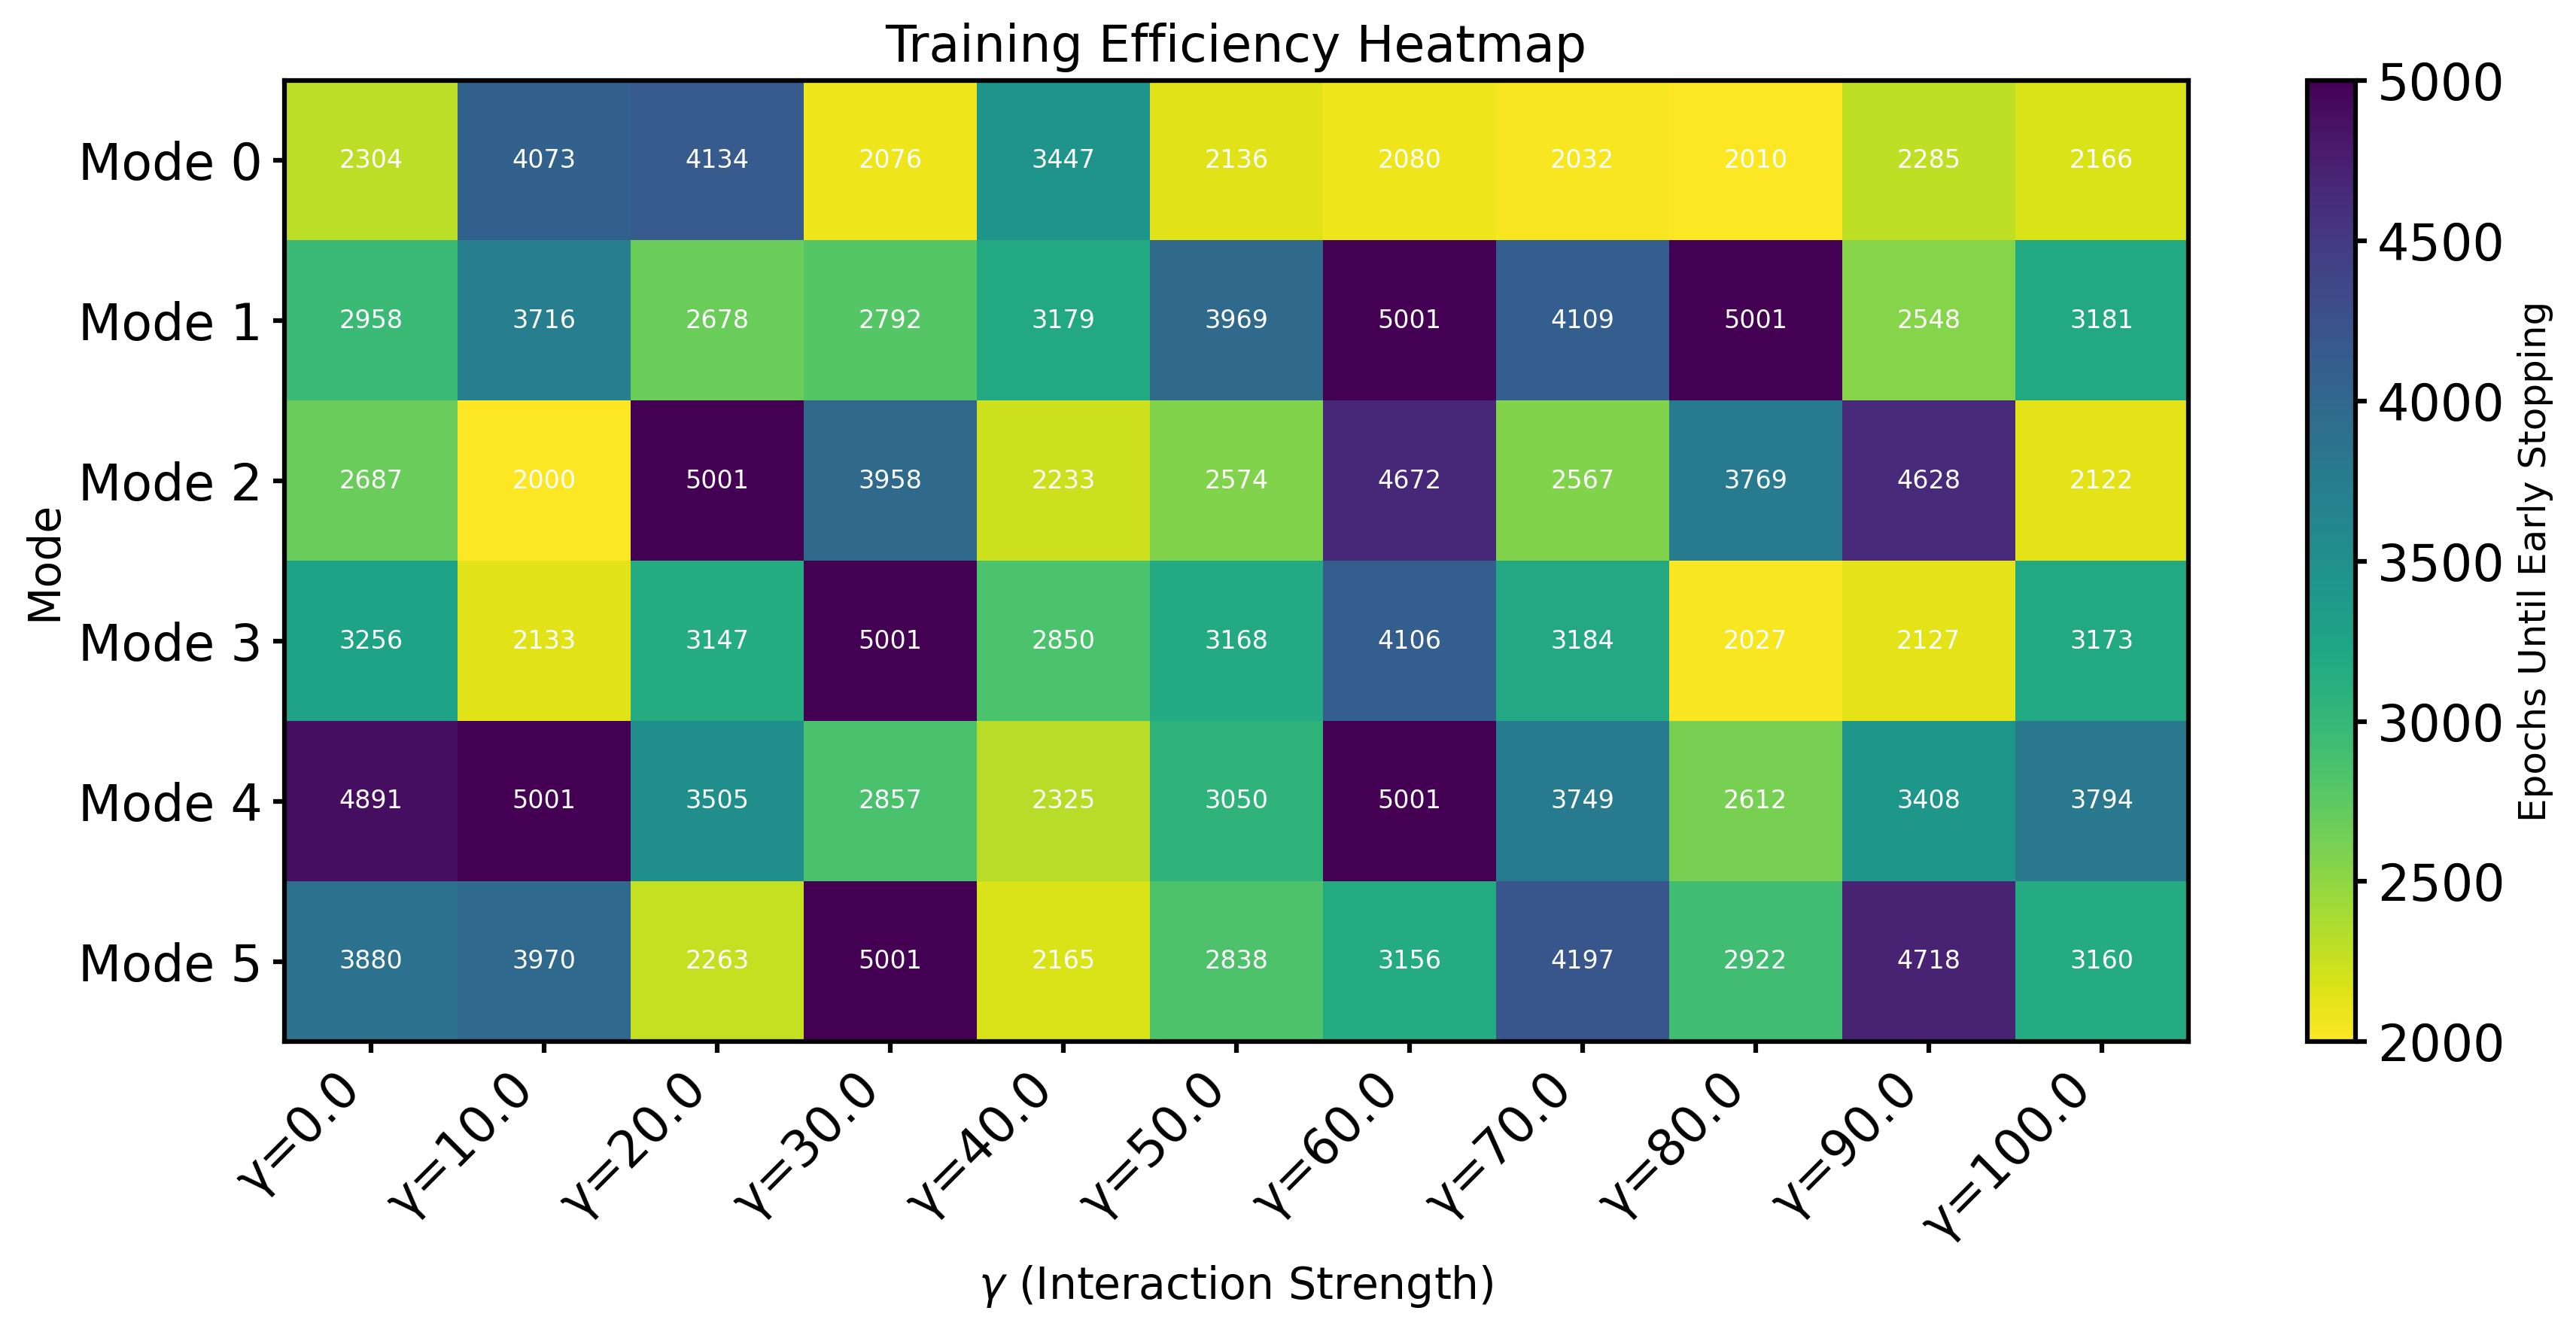 Training Efficiency Heatmap
Mode 0 2304 4073 4134 2076 3447 2136 2080 2032 2010 2285 2166
Mode 1 2958 3716 2678 2792 3179 3969 5001 4109 5001 2548 3181
Mode 2 2687 2000 5001 3958 2233 2574 4672 2567 3769 4628 2122
Mode 3 3256 2133 3147 5001 2850 3168 4106 3184 2027 2127 3173
Mode 4 4891 5001 3505 2857 2325 3050 5001 3749 2612 3408 3794
Mode 5 3880 3970 2263 5001 2165 2838 3156 4197 2922 4718 3160
Mode
γ=0.0 γ=10.0 γ=20.0 γ=30.0 γ=40.0 γ=50.0 γ=60.0 γ=70.0 γ=80.0 γ=90.0 γ=100.0
γ (Interaction Strength)
5000
4500
4000
3500
3000
2500
2000
Epochs Until Early Stopping